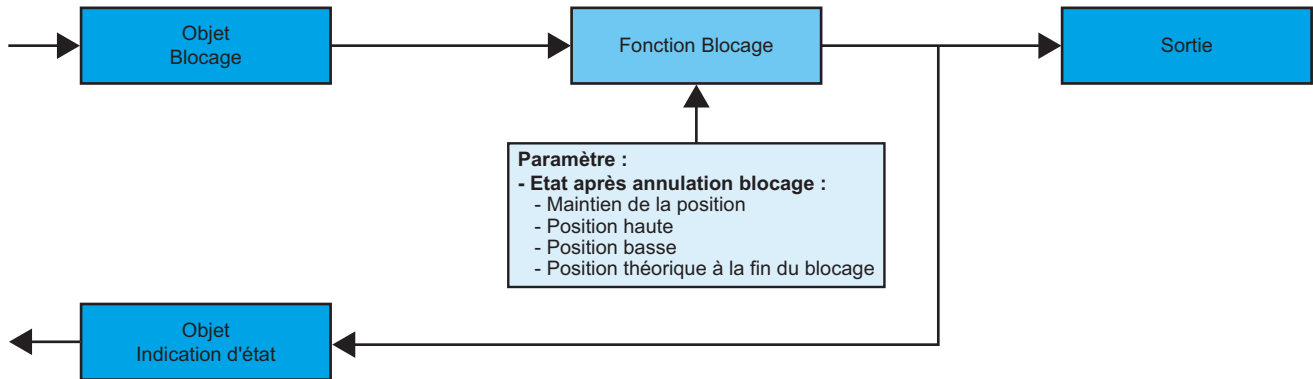 Objet
Blocage
Fonction Blocage
Sortie
Paramètre :
- Etat après annulation blocage :
- Maintien de la position
- Position haute
- Position basse
- Position théorique à la fin du blocage
Objet
Indication d'état